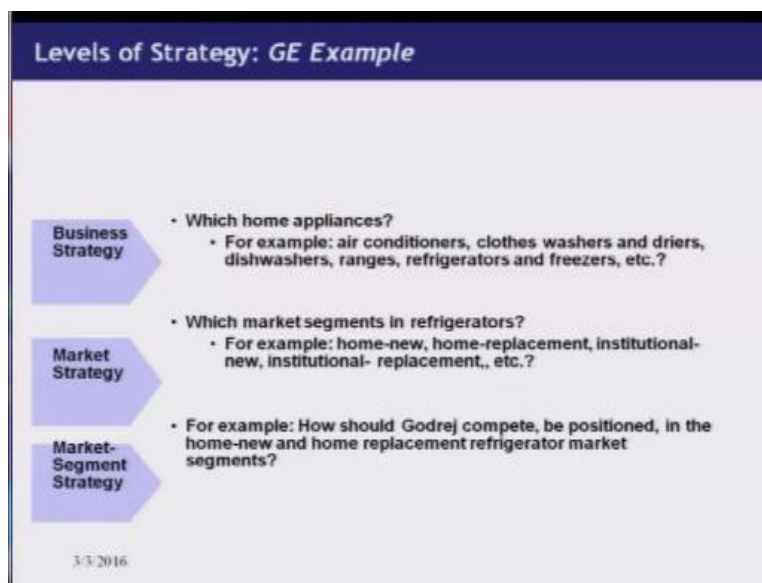 Levels of Strategy: GE Example
Business
Strategy
• Which home appliances?
• For example: air conditioners, clothes washers and driers,
dishwashers, ranges, refrigerators and freezers, etc.?
Market
Strategy
• Which market segments in refrigerators?
• For example: home-new, home-replacement, institutional-
new, institutional- replacement,, etc.?
Market-
Segment
Strategy
• For example: How should Godrej compete, be positioned, in the
home-new and home replacement refrigerator market
segments?
3/3/2016